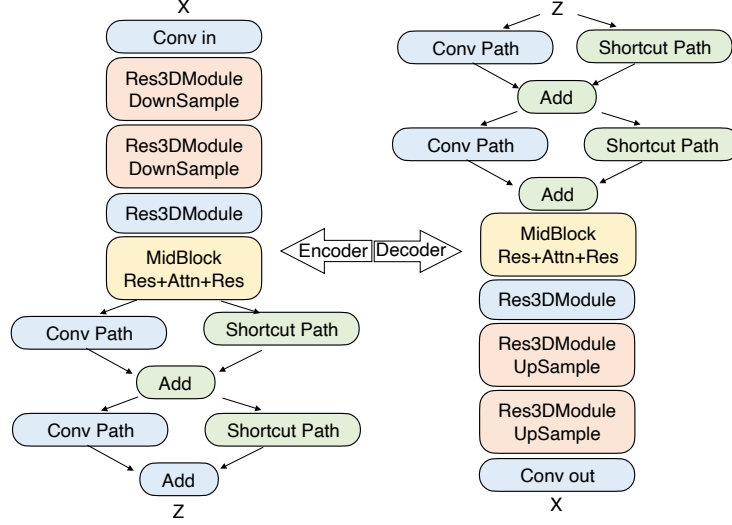 X
Conv in
Res3DModule
DownSample
Res3DModule
DownSample
Res3DModule
MidBlock
Res+Attn+Res
Conv Path
Shortcut Path
Add
Conv Path
Shortcut Path
Add
Z
Encoder
Decoder
Z
Conv Path
Shortcut Path
Add
Conv Path
Shortcut Path
Add
MidBlock
Res+Attn+Res
Res3DModule
Res3DModule
UpSample
Res3DModule
UpSample
Conv out
X